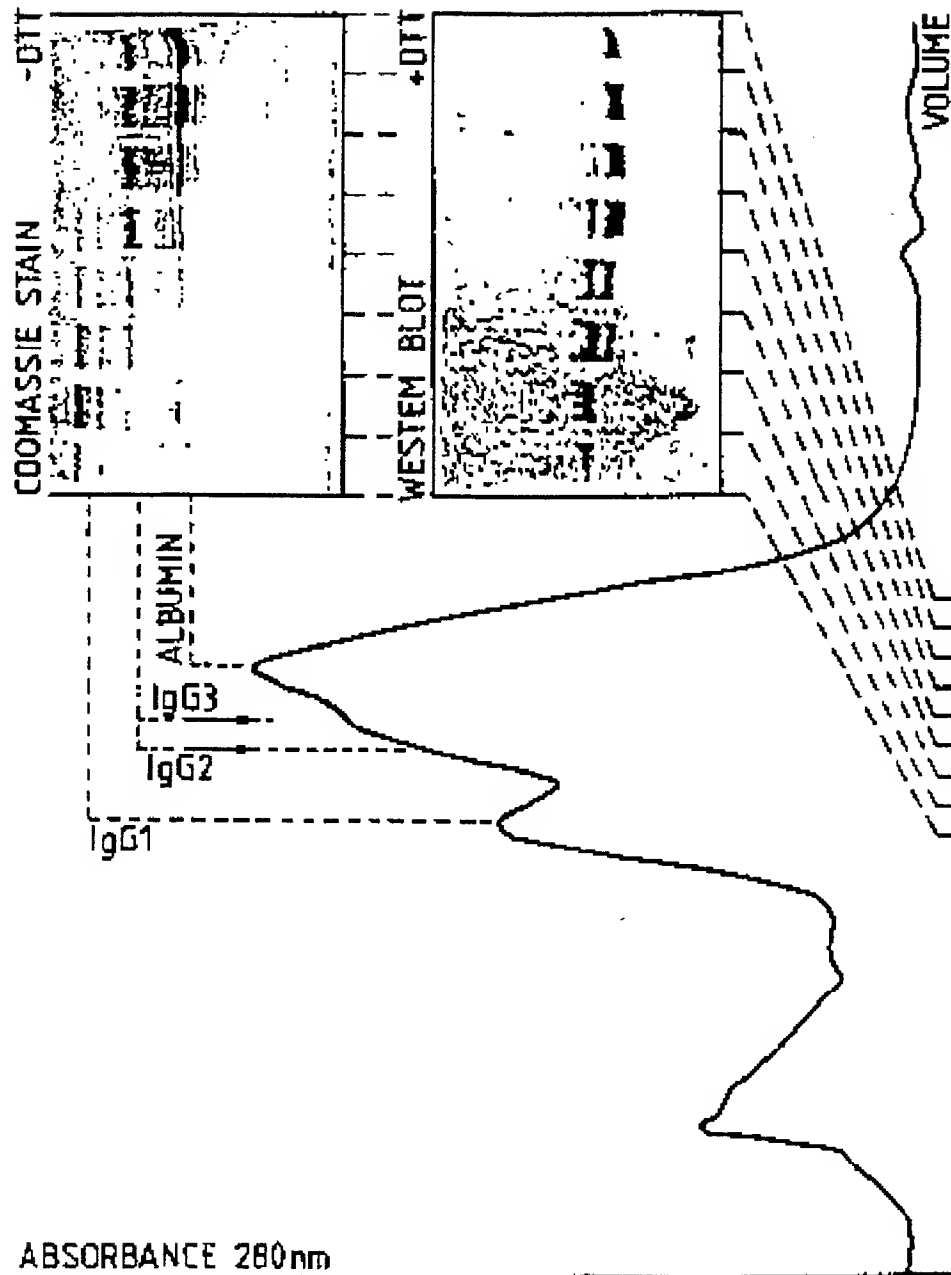 COOMASSIE STAIN
-DTT
WESTEM BLOT
+DTT
VOLUME
ALBUMIN
IgG3
IgG2
IgG1
ABSORBANCE 280nm